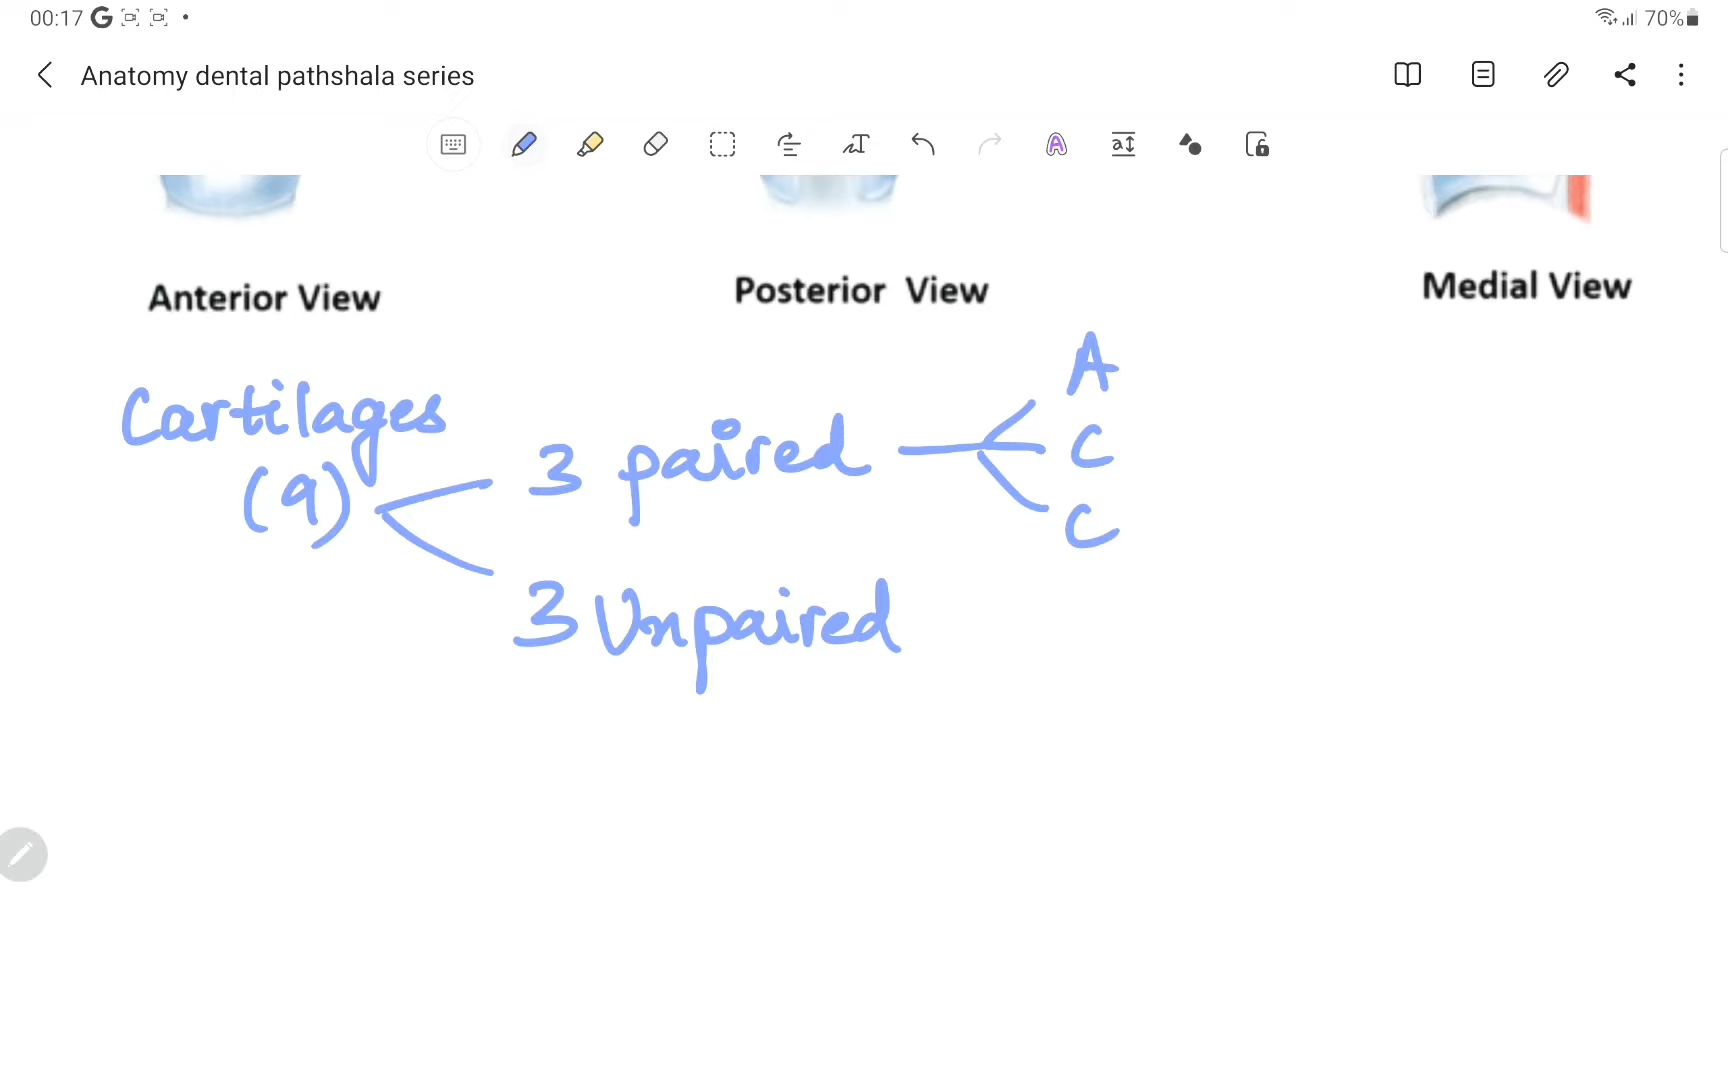 00:17 G 70%
Anatomy dental pathshala series
Anterior View
Posterior View
Medial View
Cartilages
(9)
3 paired
A
C
C
3 Unpaired